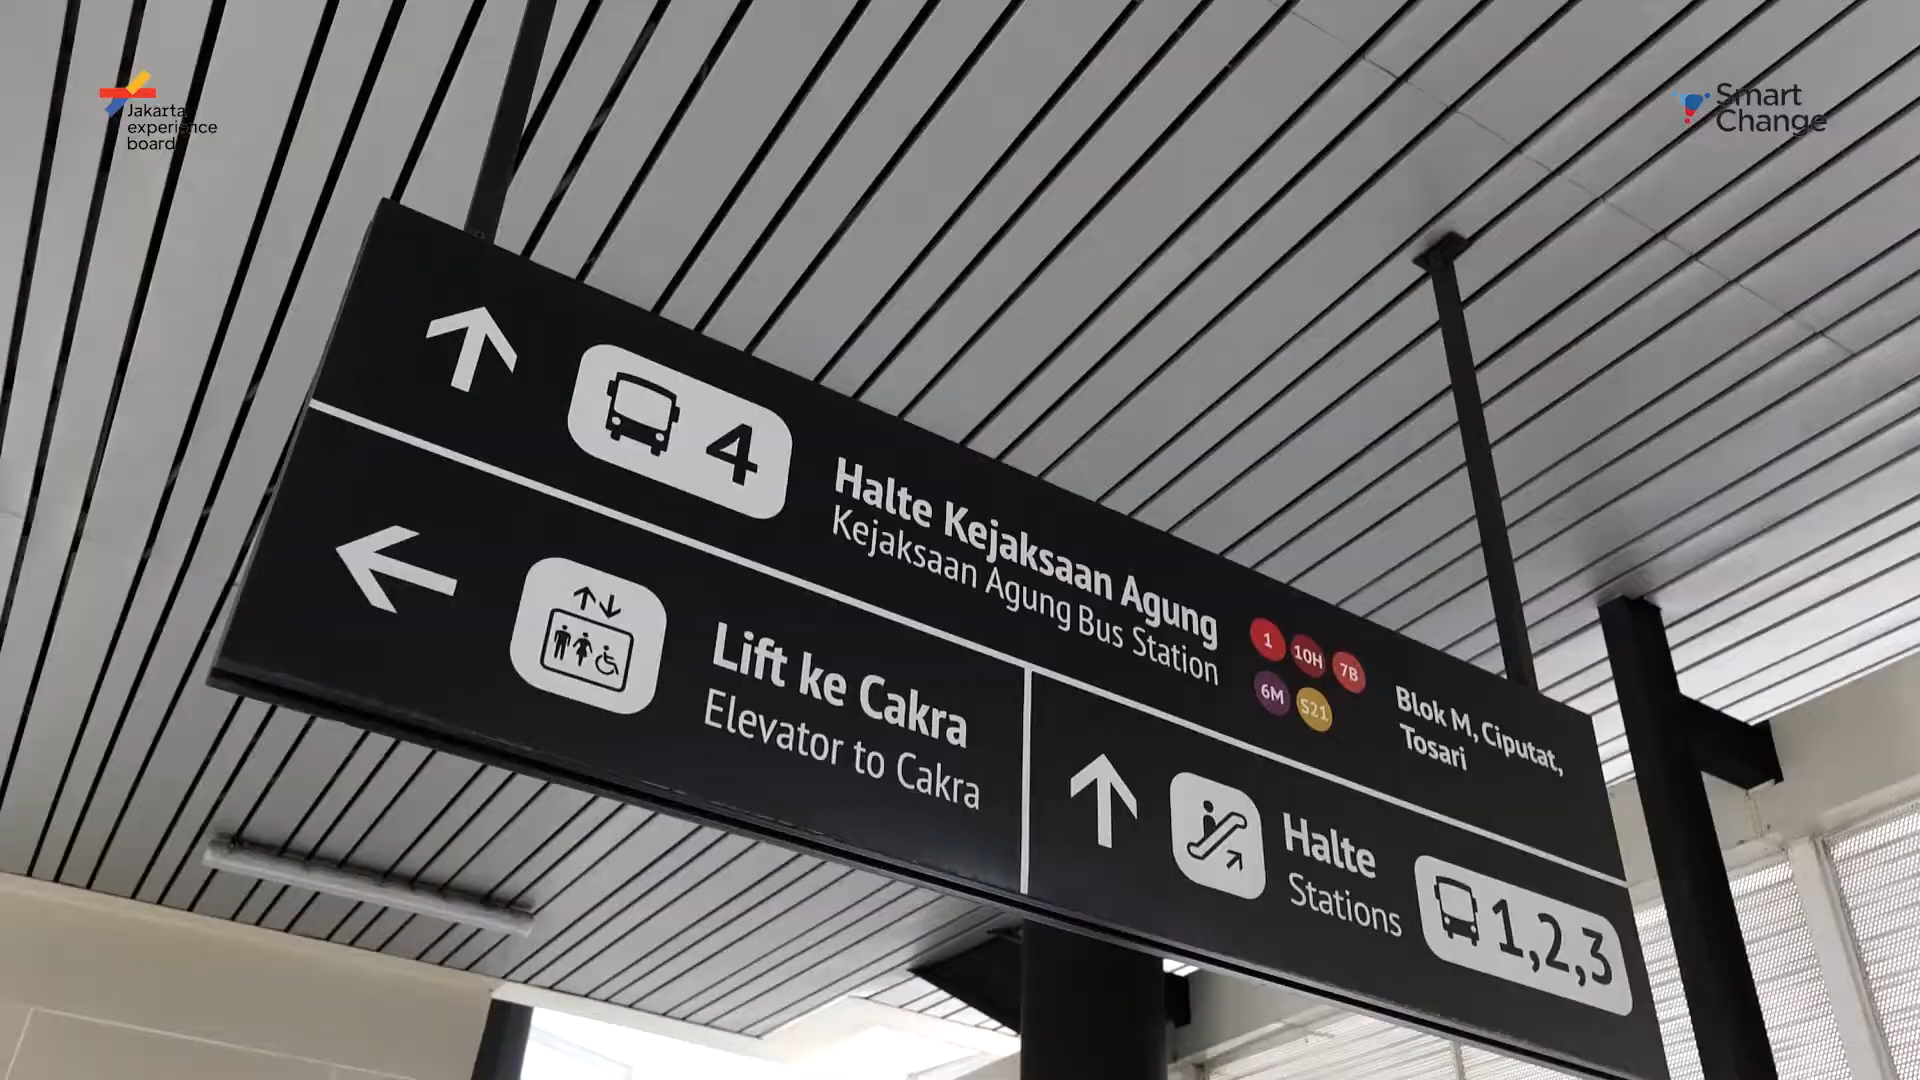 Jakarta
experience
board
Smart
Change
4
Halte Kejaksaan Agung
Kejaksaan Agung Bus Station
1 10H 7B
6M S21
Blok M, Ciputat,
Tosari
Lift ke Cakra
Elevator to Cakra
Halte
Stations
1,2,3